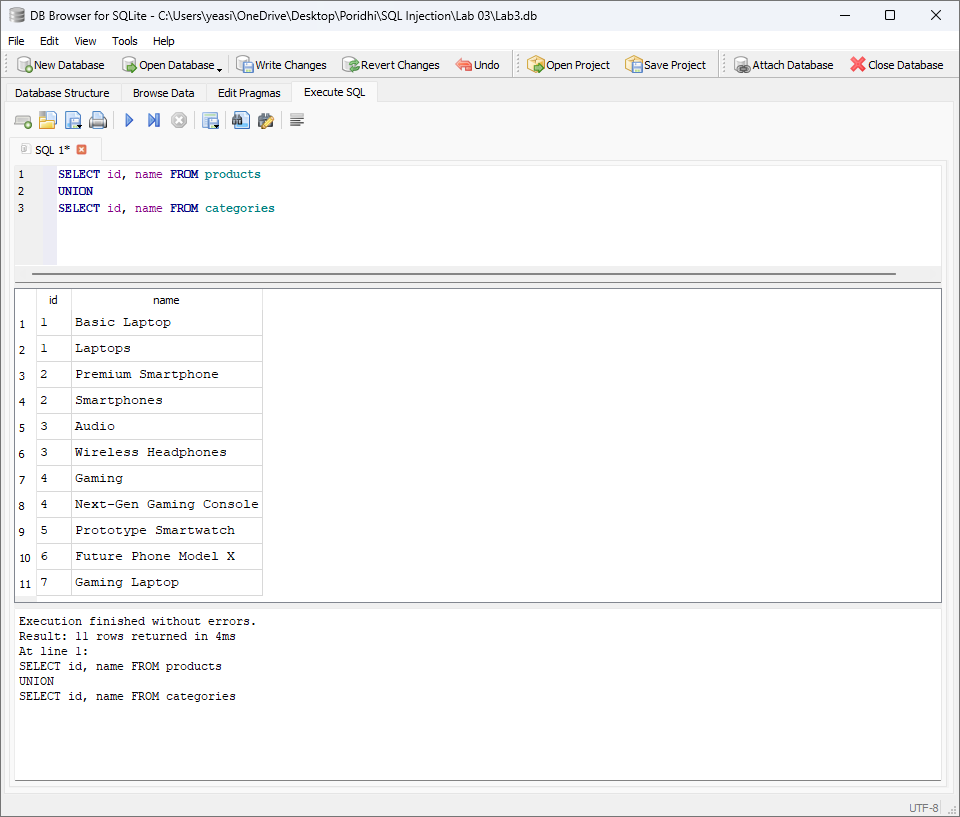 DB Browser for SQLite - C:\Users\yeasi\OneDrive\Desktop\Poridhi\SQL Injection\Lab 03\Lab3.db
File Edit View Tools Help
New Database Open Database Write Changes Revert Changes Undo Open Project Save Project Attach Database Close Database
Database Structure Browse Data Edit Pragmas Execute SQL
SQL 1*
1 SELECT id, name FROM products
2 UNION
3 SELECT id, name FROM categories
id name
1 1 Basic Laptop
2 1 Laptops
3 2 Premium Smartphone
4 2 Smartphones
5 3 Audio
6 3 Wireless Headphones
7 4 Gaming
8 4 Next-Gen Gaming Console
9 5 Prototype Smartwatch
10 6 Future Phone Model X
11 7 Gaming Laptop
Execution finished without errors.
Result: 11 rows returned in 4ms
At line 1:
SELECT id, name FROM products
UNION
SELECT id, name FROM categories
UTF-8